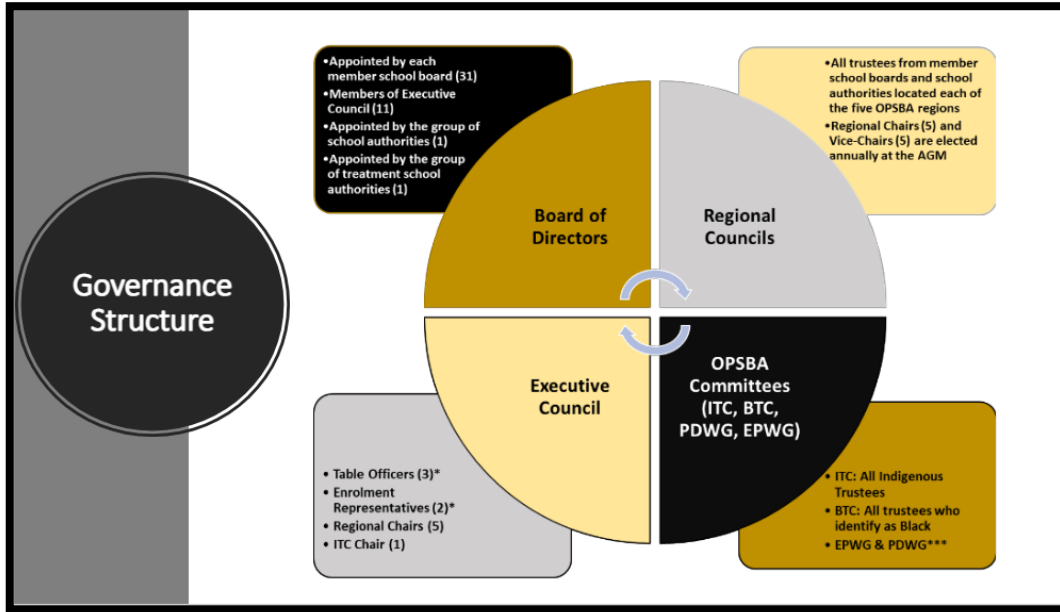 Governance
Structure
•Appointed by each
member school board (31)
•Members of Executive
Council (11)
•Appointed by the group of
school authorities (1)
•Appointed by the group
of treatment school
authorities (1)
Board of
Directors
•All trustees from member
school boards and school
authorities located each of
the five OPSBA regions
•Regional Chairs (5) and
Vice-Chairs (5) are elected
annually at the AGM
Regional
Councils
Executive
Council
• Table Officers (3)*
• Enrolment
Representatives (2)*
• Regional Chairs (5)
• ITC Chair (1)
OPSBA
Committees
(ITC, BTC,
PDWG, EPWG)
• ITC: All Indigenous
Trustees
• BTC: All trustees who
identify as Black
• EPWG & PDWG***